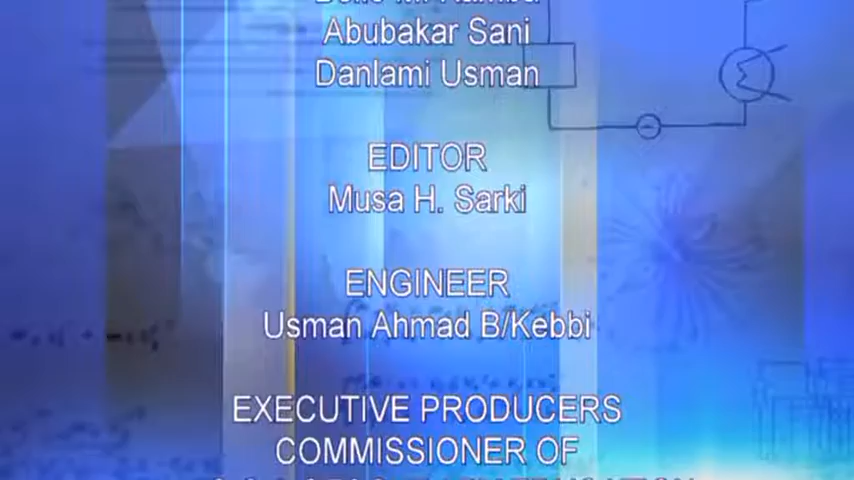 Abubakar Sani
Danlami Usman
EDITOR
Musa H. Sarki
ENGINEER
Usman Ahmad B/Kebbi
EXECUTIVE PRODUCERS
COMMISSIONER OF